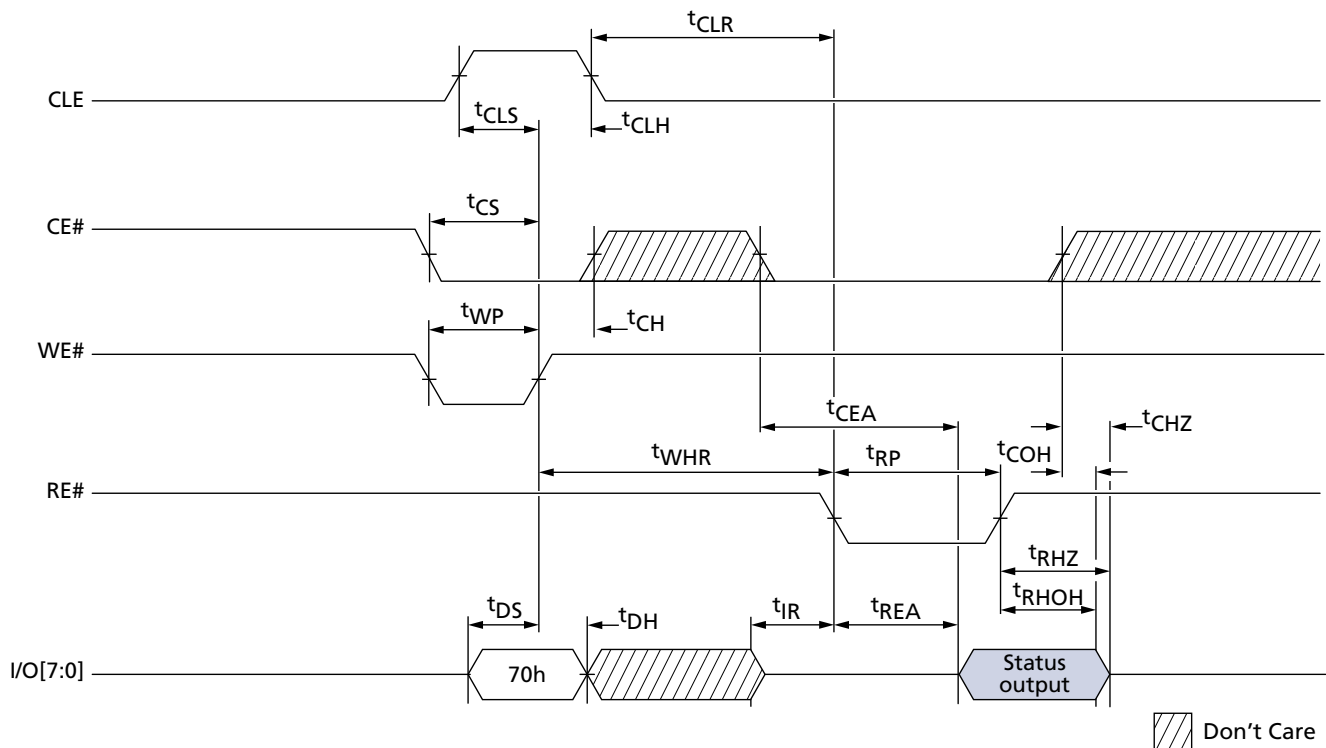 tCLR
CLE
tCLS
tCLH
tCS
CE#
tWP
tCH
WE#
tCEA
tCHZ
tWHR
tRP
tCOH
RE#
tRHZ
tRHOH
tDS
tDH
tIR
tREA
I/O[7:0]
70h
Status
output
Don't Care